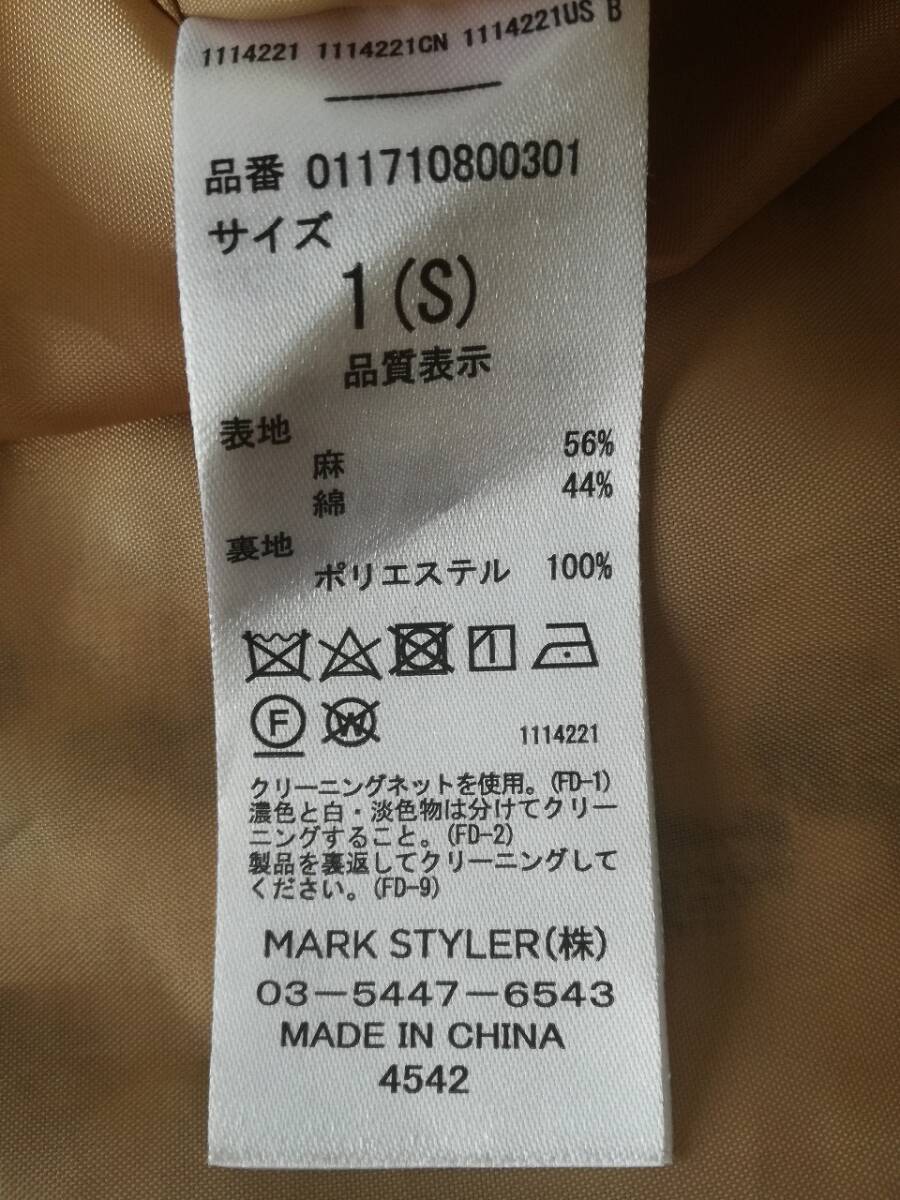 1114221 1114221CN 1114221US B
品番 011710800301
サイズ
1(S)
品質表示
表地
麻 56%
綿 44%
裏地
ポリエステル 100%
F W 1114221
クリーニングネットを使用。(FD-1)
濃色と白・淡色物は分けてクリー
ニングすること。(FD-2)
製品を裏返してクリーニングして
ください。(FD-9)
MARK STYLER(株)
03-5447-6543
MADE IN CHINA
4542